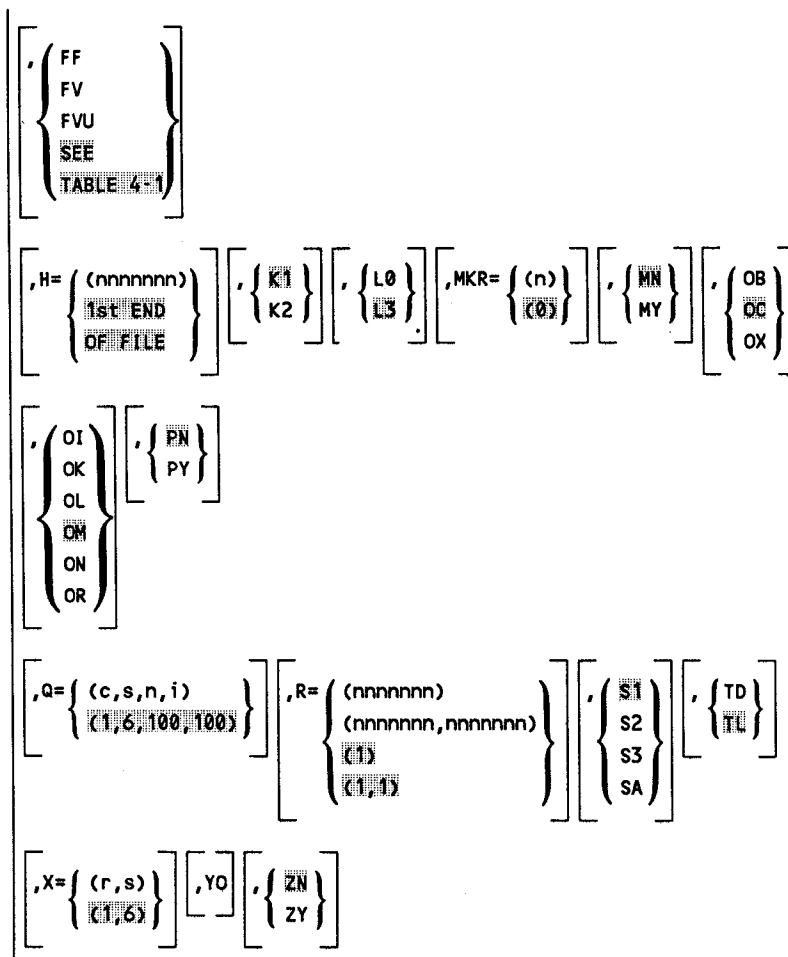 , FF
FV
FVU
SEE
TABLE 4-1
,H= (nnnnnnn)
1st END
OF FILE
, K1
K2
, L0
L3
,MKR= (n)
(0)
, MN
MY
, OB
OC
OX
, OI
OK
OL
OM
ON
OR
, PN
PY
,Q= (c,s,n,i)
(1,6,100,100)
,R= (nnnnnnn)
(nnnnnnn,nnnnnnn)
(1)
(1,1)
, S1
S2
S3
SA
, TD
TL
,X= (r,s)
(1,6)
,YO
, ZN
ZY